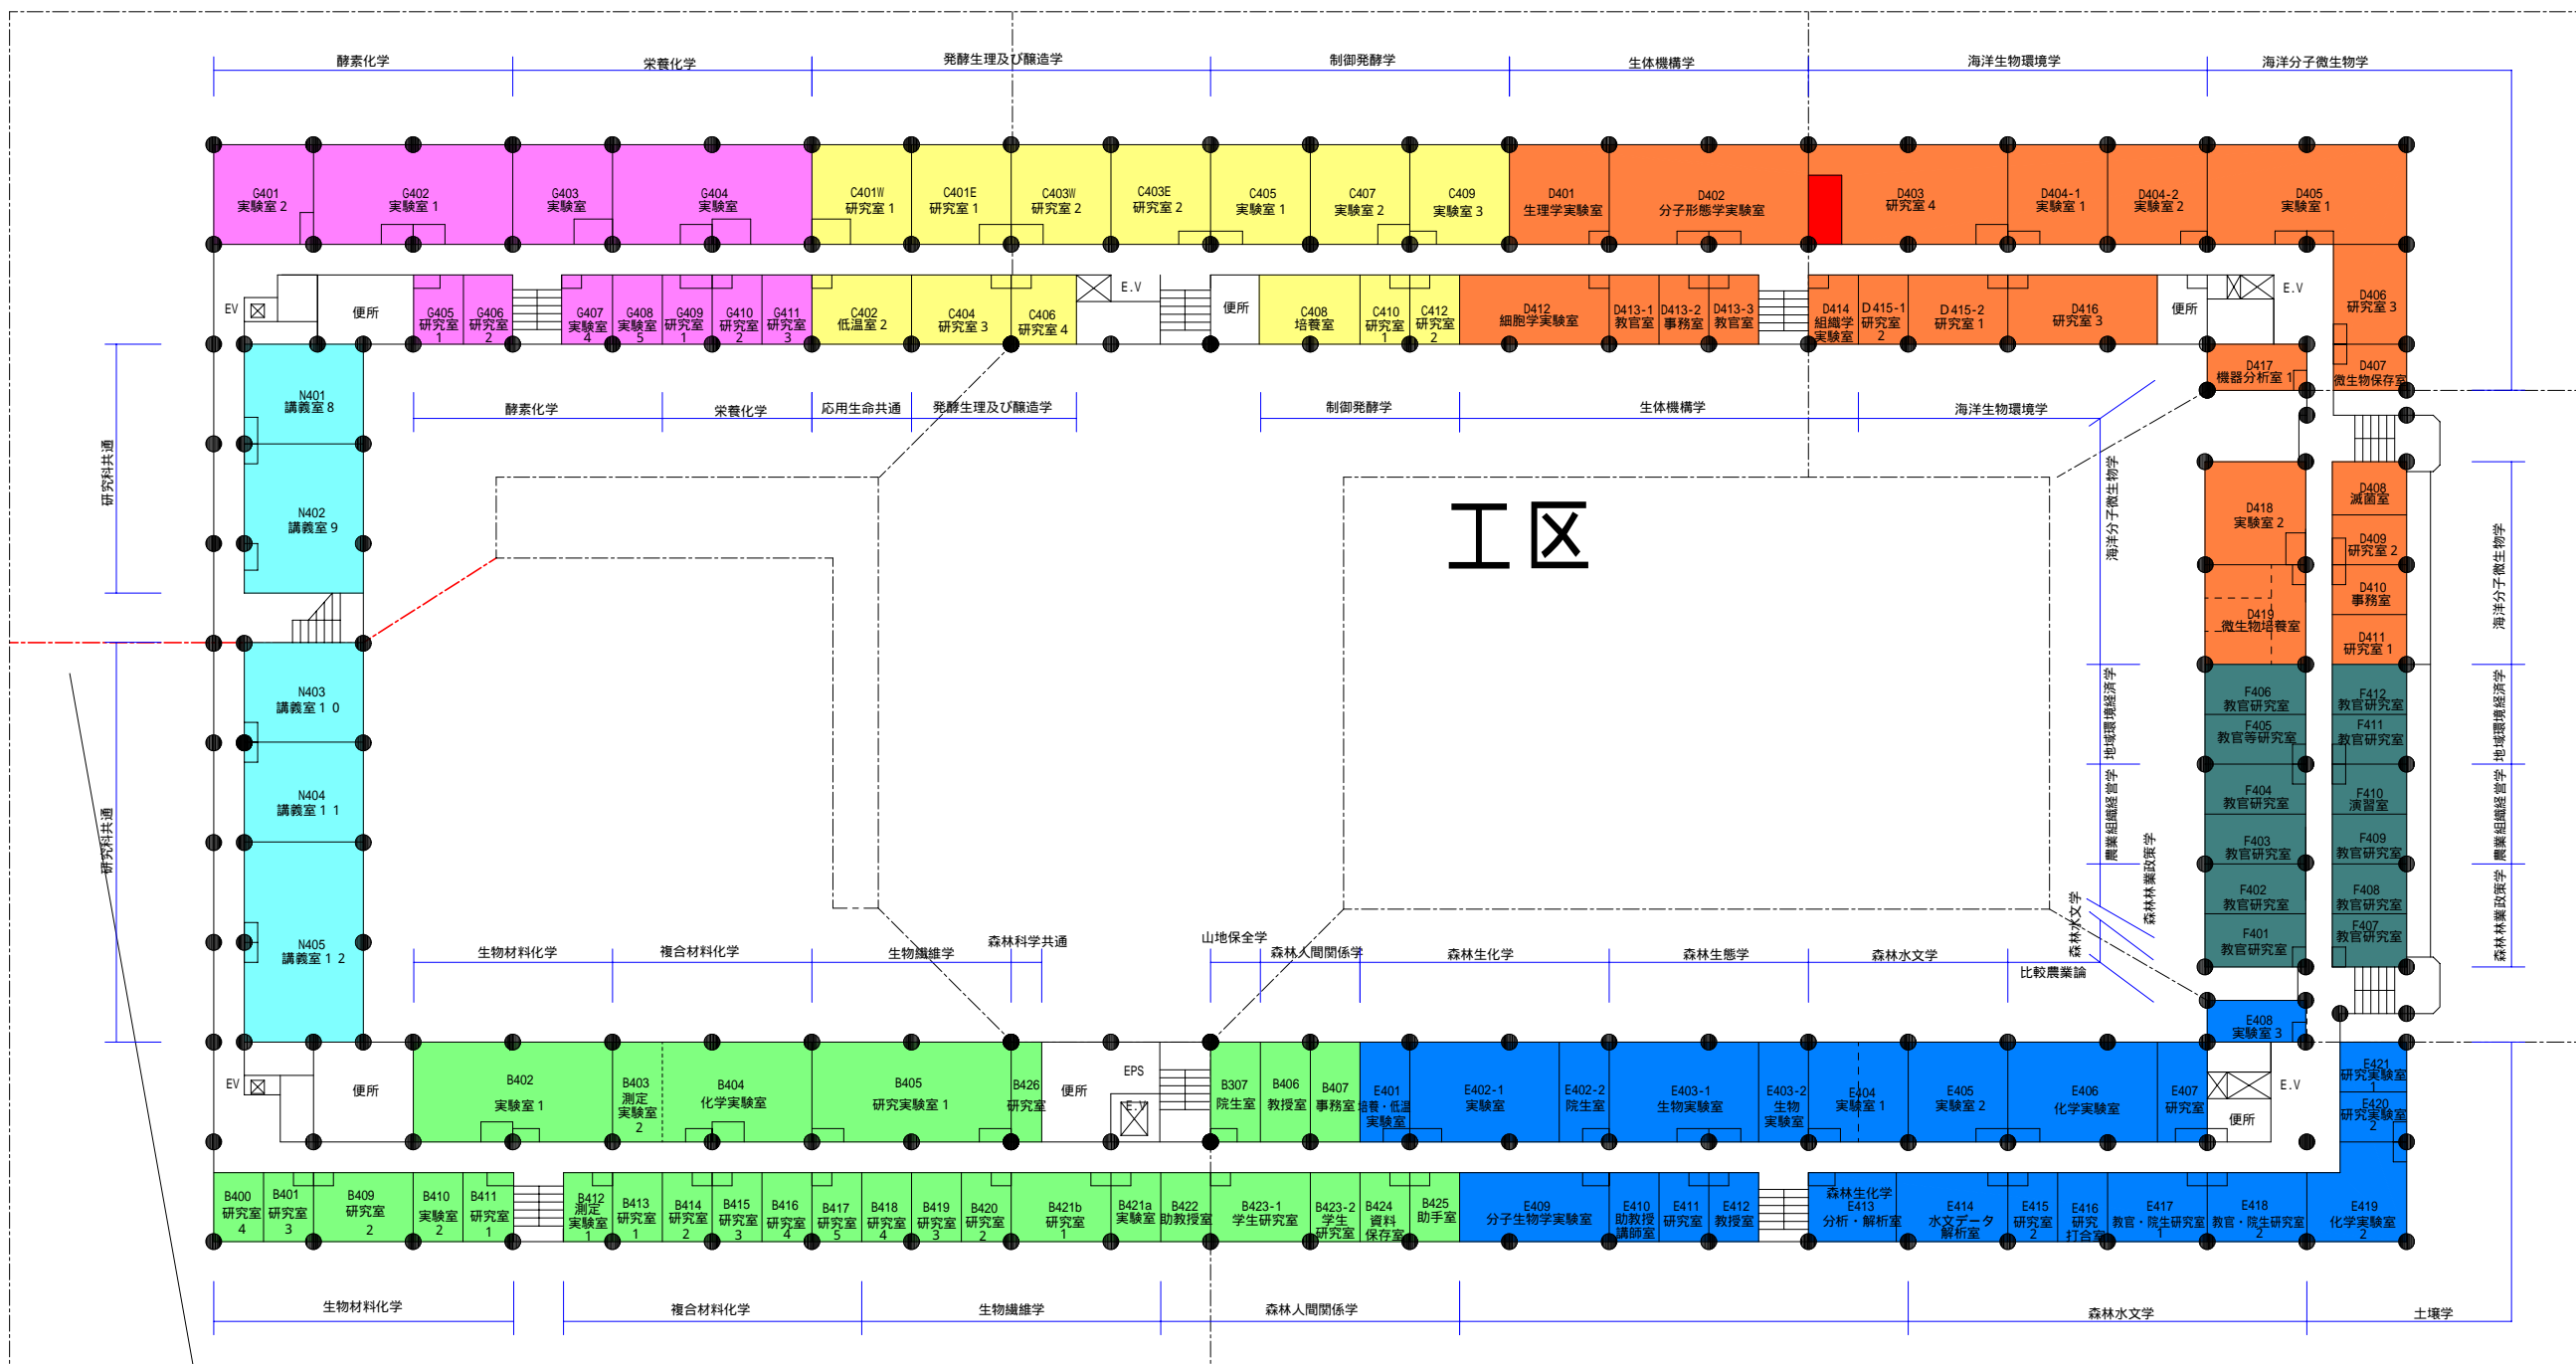 酵素化学
栄養化学
発酵生理及び醸造学
制御発酵学
生体機構学
海洋生物環境学
海洋分子微生物学
G401
実験室2
G402
実験室1
G403
実験室
G404
実験室
C401W
研究室1
C401E
研究室1
C403W
研究室2
C403E
研究室2
C405
実験室1
C407
実験室2
C409
実験室3
D401
生理学実験室
D402
分子形態学実験室
D403
研究室4
D404-1
実験室1
D404-2
実験室2
D405
実験室1
EV
便所
G405
研究室
1
G406
研究室
2
G407
実験室
4
G408
実験室
5
G409
研究室
1
G410
研究室
2
G411
研究室
3
C402
低温室2
C404
研究室3
C406
研究室4
E.V
便所
C408
培養室
C410
研究室
1
C412
研究室
2
D412
細胞学実験室
D413-1
教官室
D413-2
事務室
D413-3
教官室
D414
組織学
実験室
D415-1
研究室
2
D415-2
研究室1
D416
研究室3
便所
E.V
D406
研究室3
D417
機器分析室1
D407
微生物保存室
酵素化学
栄養化学
応用生命共通
発酵生理及び醸造学
制御発酵学
生体機構学
海洋生物環境学
N401
講義室8
N402
講義室9
研究科共通
工区
海洋分子微生物学
D418
実験室2
D419
微生物培養室
D408
滅菌室
D409
研究室2
D410
事務室
D411
研究室1
海洋分子微生物学
N403
講義室10
N404
講義室11
N405
講義室12
研究科共通
地域環境経済学
農業組織経営学
森林林業政策学
森林水文学
F406
教官研究室
F405
教官等研究室
F404
教官研究室
F403
教官研究室
F402
教官研究室
F401
教官研究室
F412
教官研究室
F411
教官研究室
F410
演習室
F409
教官研究室
F408
教官研究室
F407
教官研究室
地域環境経済学
農業組織経営学
森林林業政策学
生物材料化学
複合材料化学
生物繊維学
森林科学共通
山地保全学
森林人間関係学
森林生化学
森林生態学
森林水文学
比較農業論
E408
実験室3
EV
便所
B402
実験室1
B403
測定
実験室
2
B404
化学実験室
B405
研究実験室1
B426
研究室
便所
EPS
E.V
B307
院生室
B406
教授室
B407
事務室
E401
培養・低温
実験室
E402-1
実験室
E402-2
院生室
E403-1
生物実験室
E403-2
生物
実験室
E404
実験室1
E405
実験室2
E406
化学実験室
E407
研究室
E.V
便所
E421
研究実験室
1
E420
研究実験室
2
B400
研究室
4
B401
研究室
3
B409
研究室
2
B410
実験室
2
B411
研究室
1
B412
測定
実験室
1
B413
研究室
1
B414
研究室
2
B415
研究室
3
B416
研究室
4
B417
研究室
5
B418
研究室
4
B419
研究室
3
B420
研究室
2
B421b
研究室
1
B421a
実験室
B422
助教授室
B423-1
学生研究室
B423-2
学生
研究室
B424
資料
保存室
B425
助手室
E409
分子生物学実験室
E410
助教授
講師室
E411
研究室
E412
教授室
森林生化学
E413
分析・解析室
E414
水文データ
解析室
E415
研究室
2
E416
研究
打合室
E417
教官・院生研究室
1
E418
教官・院生研究室
2
E419
化学実験室
2
生物材料化学
複合材料化学
生物繊維学
森林人間関係学
森林水文学
土壌学